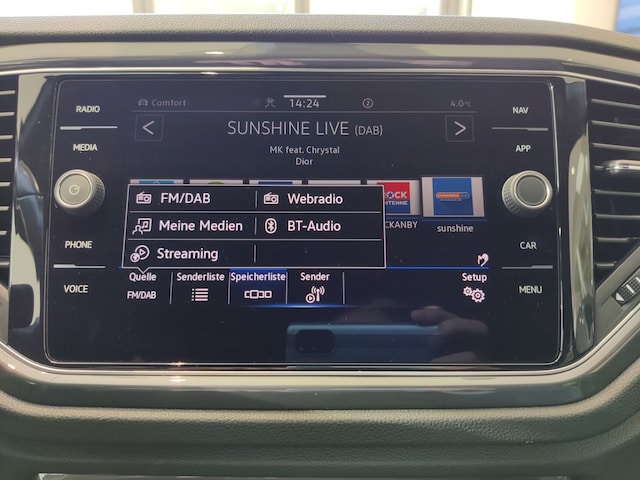 RADIO
MEDIA
PHONE
VOICE
NAV
APP
CAR
MENU
Comfort
14:24
2
4.0°C
< SUNSHINE LIVE (DAB) >
MK feat. Chrystal
Dior
FM/DAB
Webradio
Meine Medien
BT-Audio
Streaming
ROCK
ANTENNE
CKANBY
sunshine
Quelle
FM/DAB
Senderliste
Speicherliste
Sender
Setup